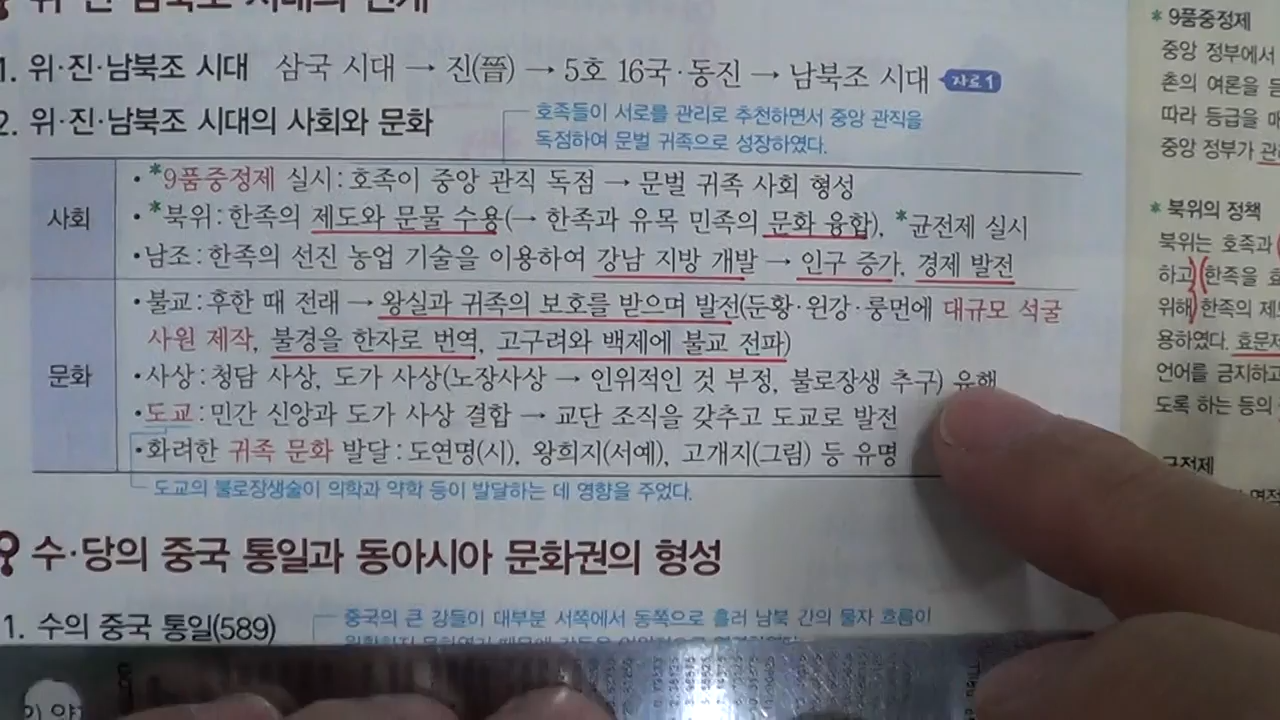 위·진·남북조 시대의 전개
1. 위·진·남북조 시대 삼국 시대 → 진(晉) → 5호 16국·동진 → 남북조 시대 자료1
2. 위·진·남북조 시대의 사회와 문화
호족들이 서로를 관리로 추천하면서 중앙 관직을
독점하여 문벌 귀족으로 성장하였다.
사회
• *9품중정제 실시: 호족이 중앙 관직 독점 → 문벌 귀족 사회 형성
• *북위: 한족의 제도와 문물 수용(→ 한족과 유목 민족의 문화 융합), *균전제 실시
• 남조: 한족의 선진 농업 기술을 이용하여 강남 지방 개발 → 인구 증가, 경제 발전
문화
• 불교: 후한 때 전래 → 왕실과 귀족의 보호를 받으며 발전(둔황·윈강·룽먼에 대규모 석굴
사원 제작, 불경을 한자로 번역, 고구려와 백제에 불교 전파)
• 사상: 청담 사상, 도가 사상(노장사상 → 인위적인 것 부정, 불로장생 추구) 유행
• 도교: 민간 신앙과 도가 사상 결합 → 교단 조직을 갖추고 도교로 발전
• 화려한 귀족 문화 발달: 도연명(시), 왕희지(서예), 고개지(그림) 등 유명
도교의 불로장생술이 의학과 약학 등이 발달하는 데 영향을 주었다.
수·당의 중국 통일과 동아시아 문화권의 형성
1. 수의 중국 통일(589)
중국의 큰 강들이 대부분 서쪽에서 동쪽으로 흘러 남북 간의 물자 흐름이
* 9품중정제
중앙 정부에서
촌의 여론을
따라 등급을
중앙 정부가
* 북위의 정책
북위는 호족과
하고 한족을
위해 한족의
용하였다.
언어를 금지하고
도록 하는 등의
균전제